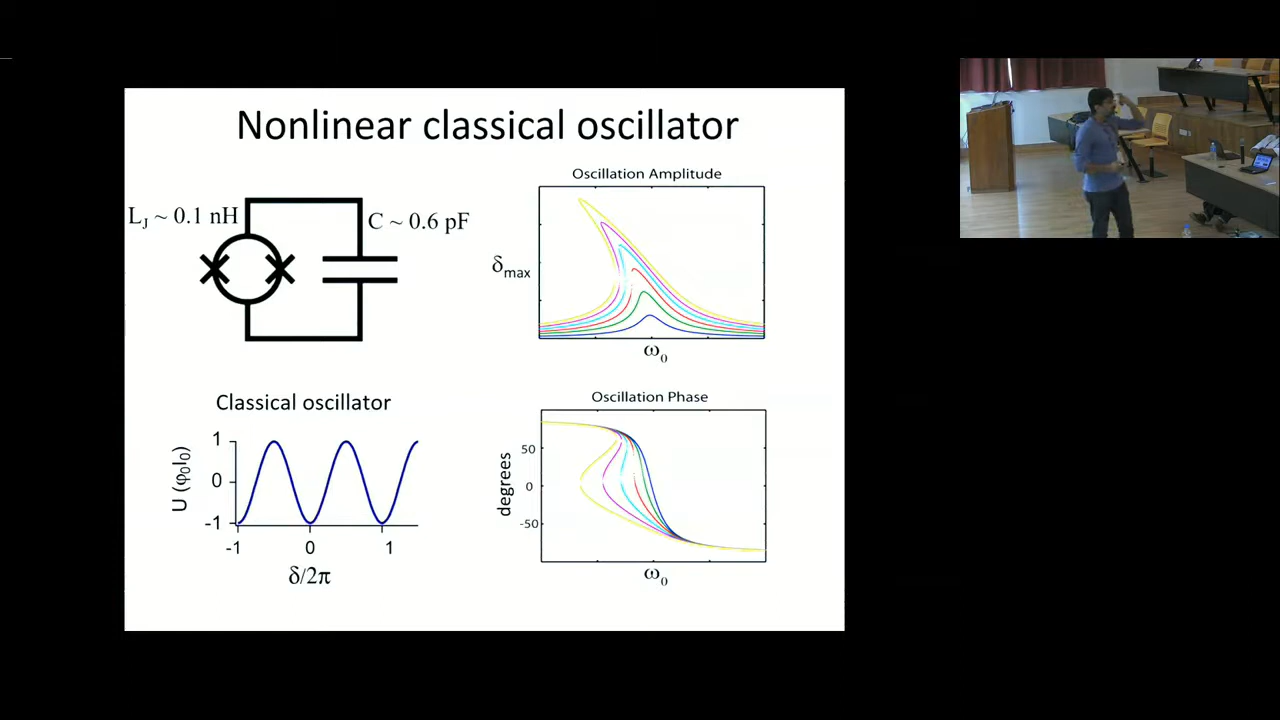 Nonlinear classical oscillator
L_J ~ 0.1 nH
C ~ 0.6 pF
Oscillation Amplitude
δ_max
ω_0
Classical oscillator
U (φ_0I_0)
1
0
-1
-1 0 1
δ/2π
Oscillation Phase
degrees
50
0
-50
ω_0